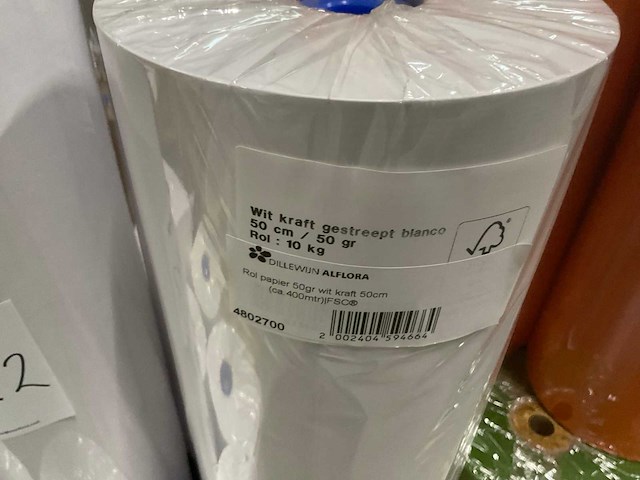 Wit kraft gestreept blanco
50 cm / 50 gr
Rol : 10 kg
DILLEWIJN ALFLORA
Rol papier 50gr wit kraft 50cm
(ca.400mtr)|FSC®
4802700
2 002404 594664
2